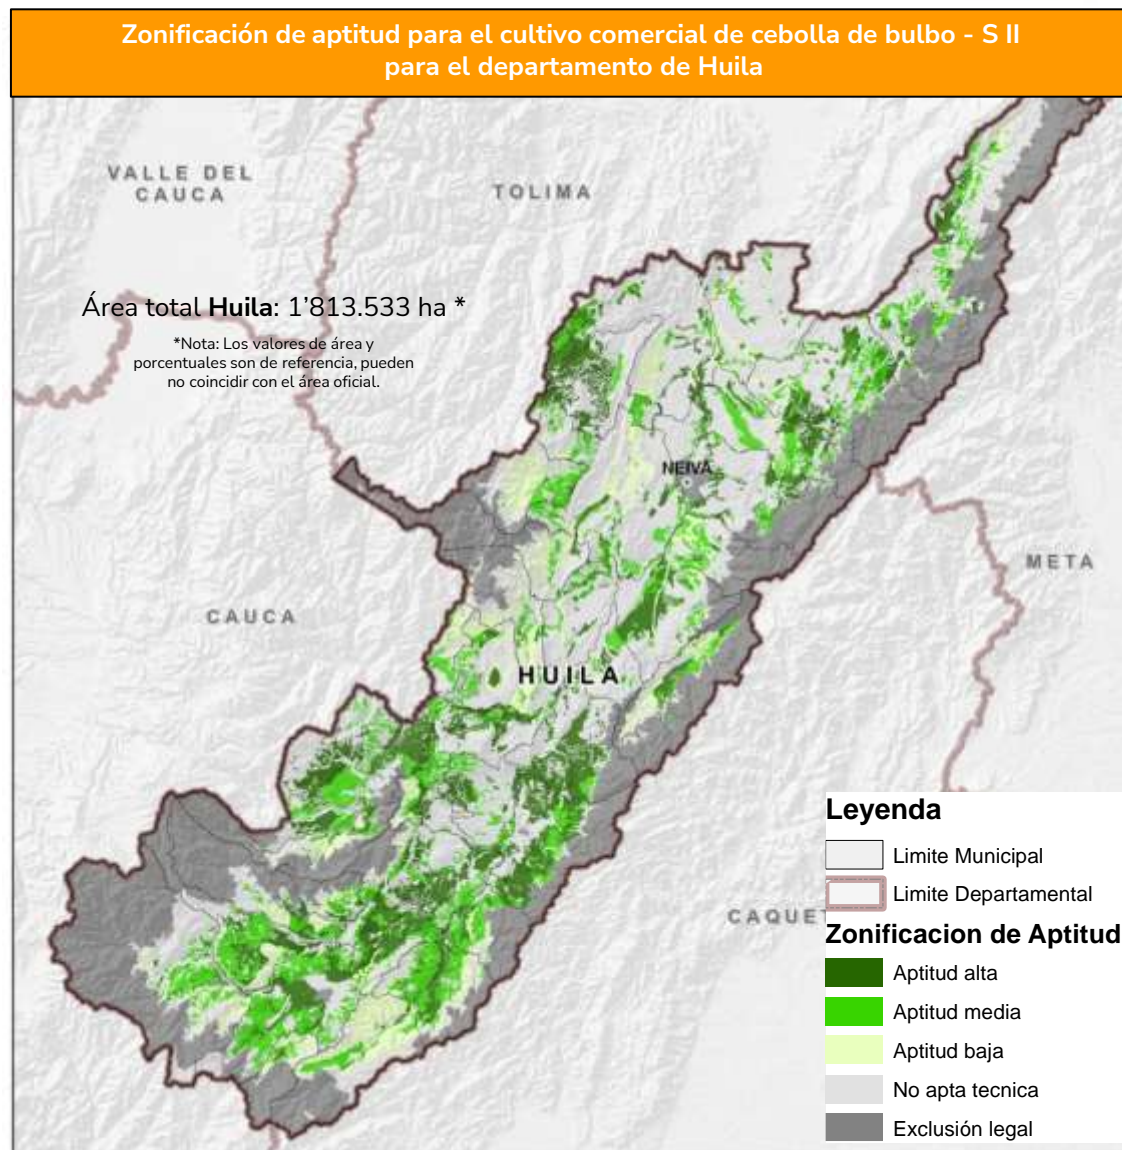 Zonificación de aptitud para el cultivo comercial de cebolla de bulbo - S II
para el departamento de Huila
VALLE DEL
CAUCA
TOLIMA
Área total Huila: 1'813.533 ha *
*Nota: Los valores de área y
porcentuales son de referencia, pueden
no coincidir con el área oficial.
NEIVA
META
CAUCA
HUILA
CAQUET
Leyenda
Limite Municipal
Limite Departamental
Zonificacion de Aptitud
Aptitud alta
Aptitud media
Aptitud baja
No apta tecnica
Exclusión legal